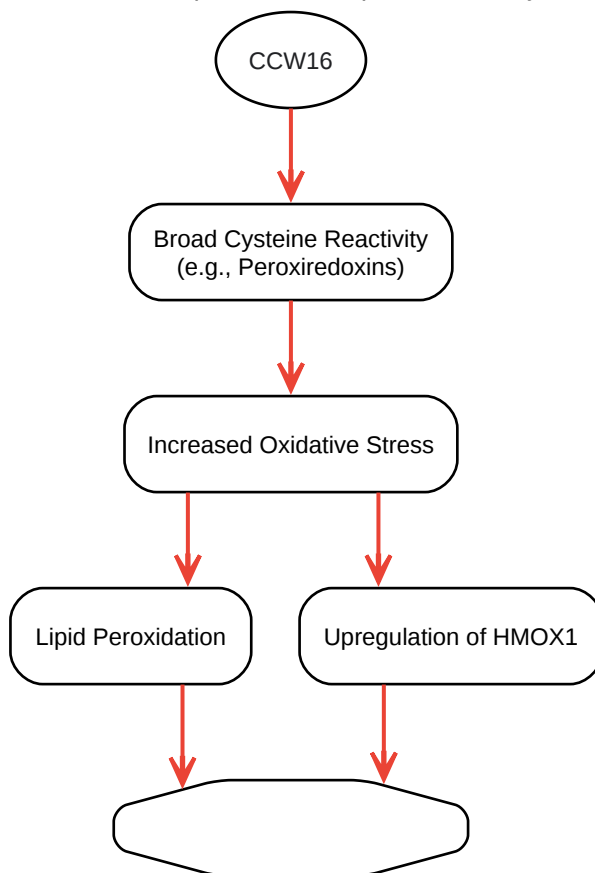 CCW16
Broad Cysteine Reactivity
(e.g., Peroxiredoxins)
Increased Oxidative Stress
Lipid Peroxidation
Upregulation of HMOX1